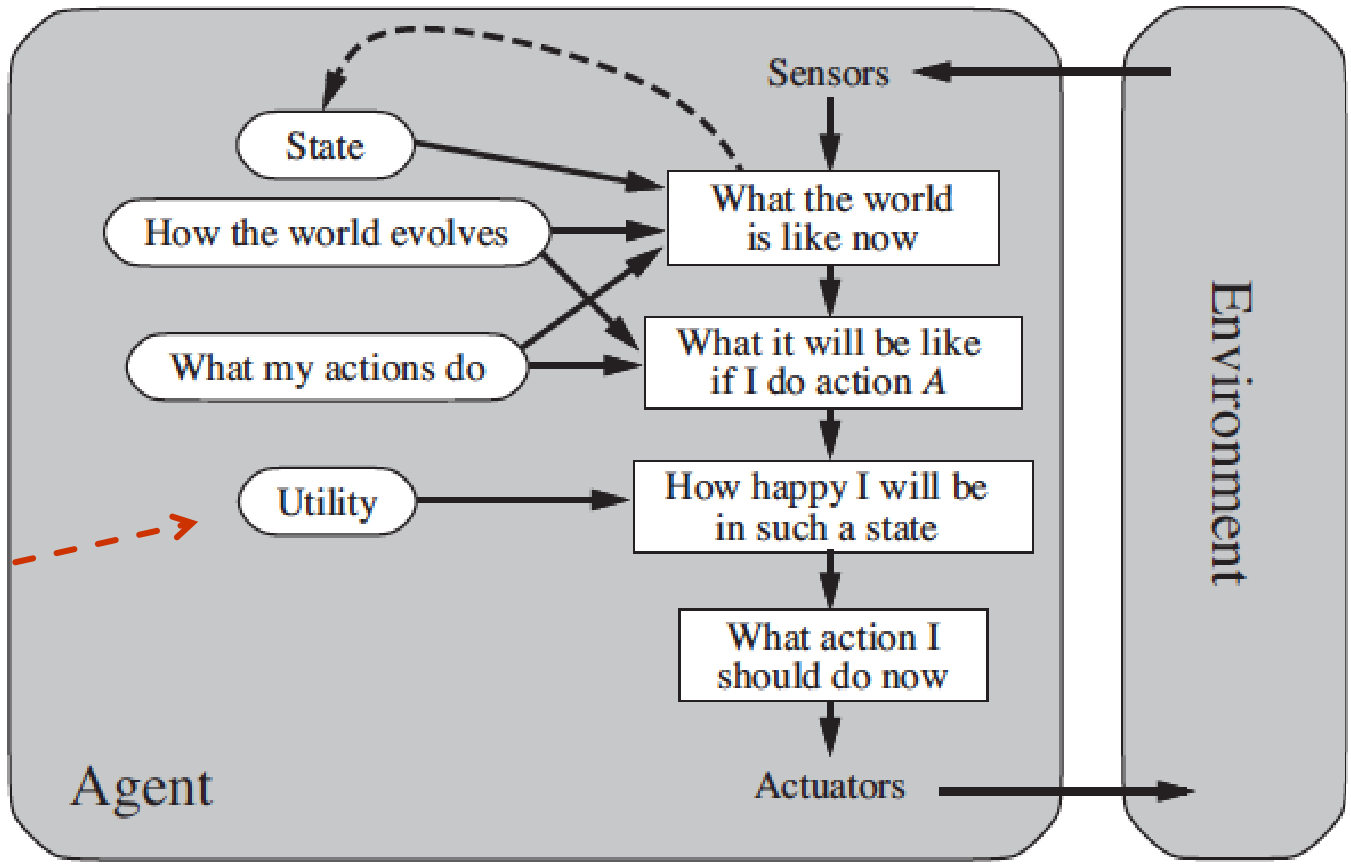 Sensors
State
What the world
is like now
How the world evolves
What my actions do
What it will be like
if I do action A
Utility
How happy I will be
in such a state
What action I
should do now
Agent
Actuators
Environment